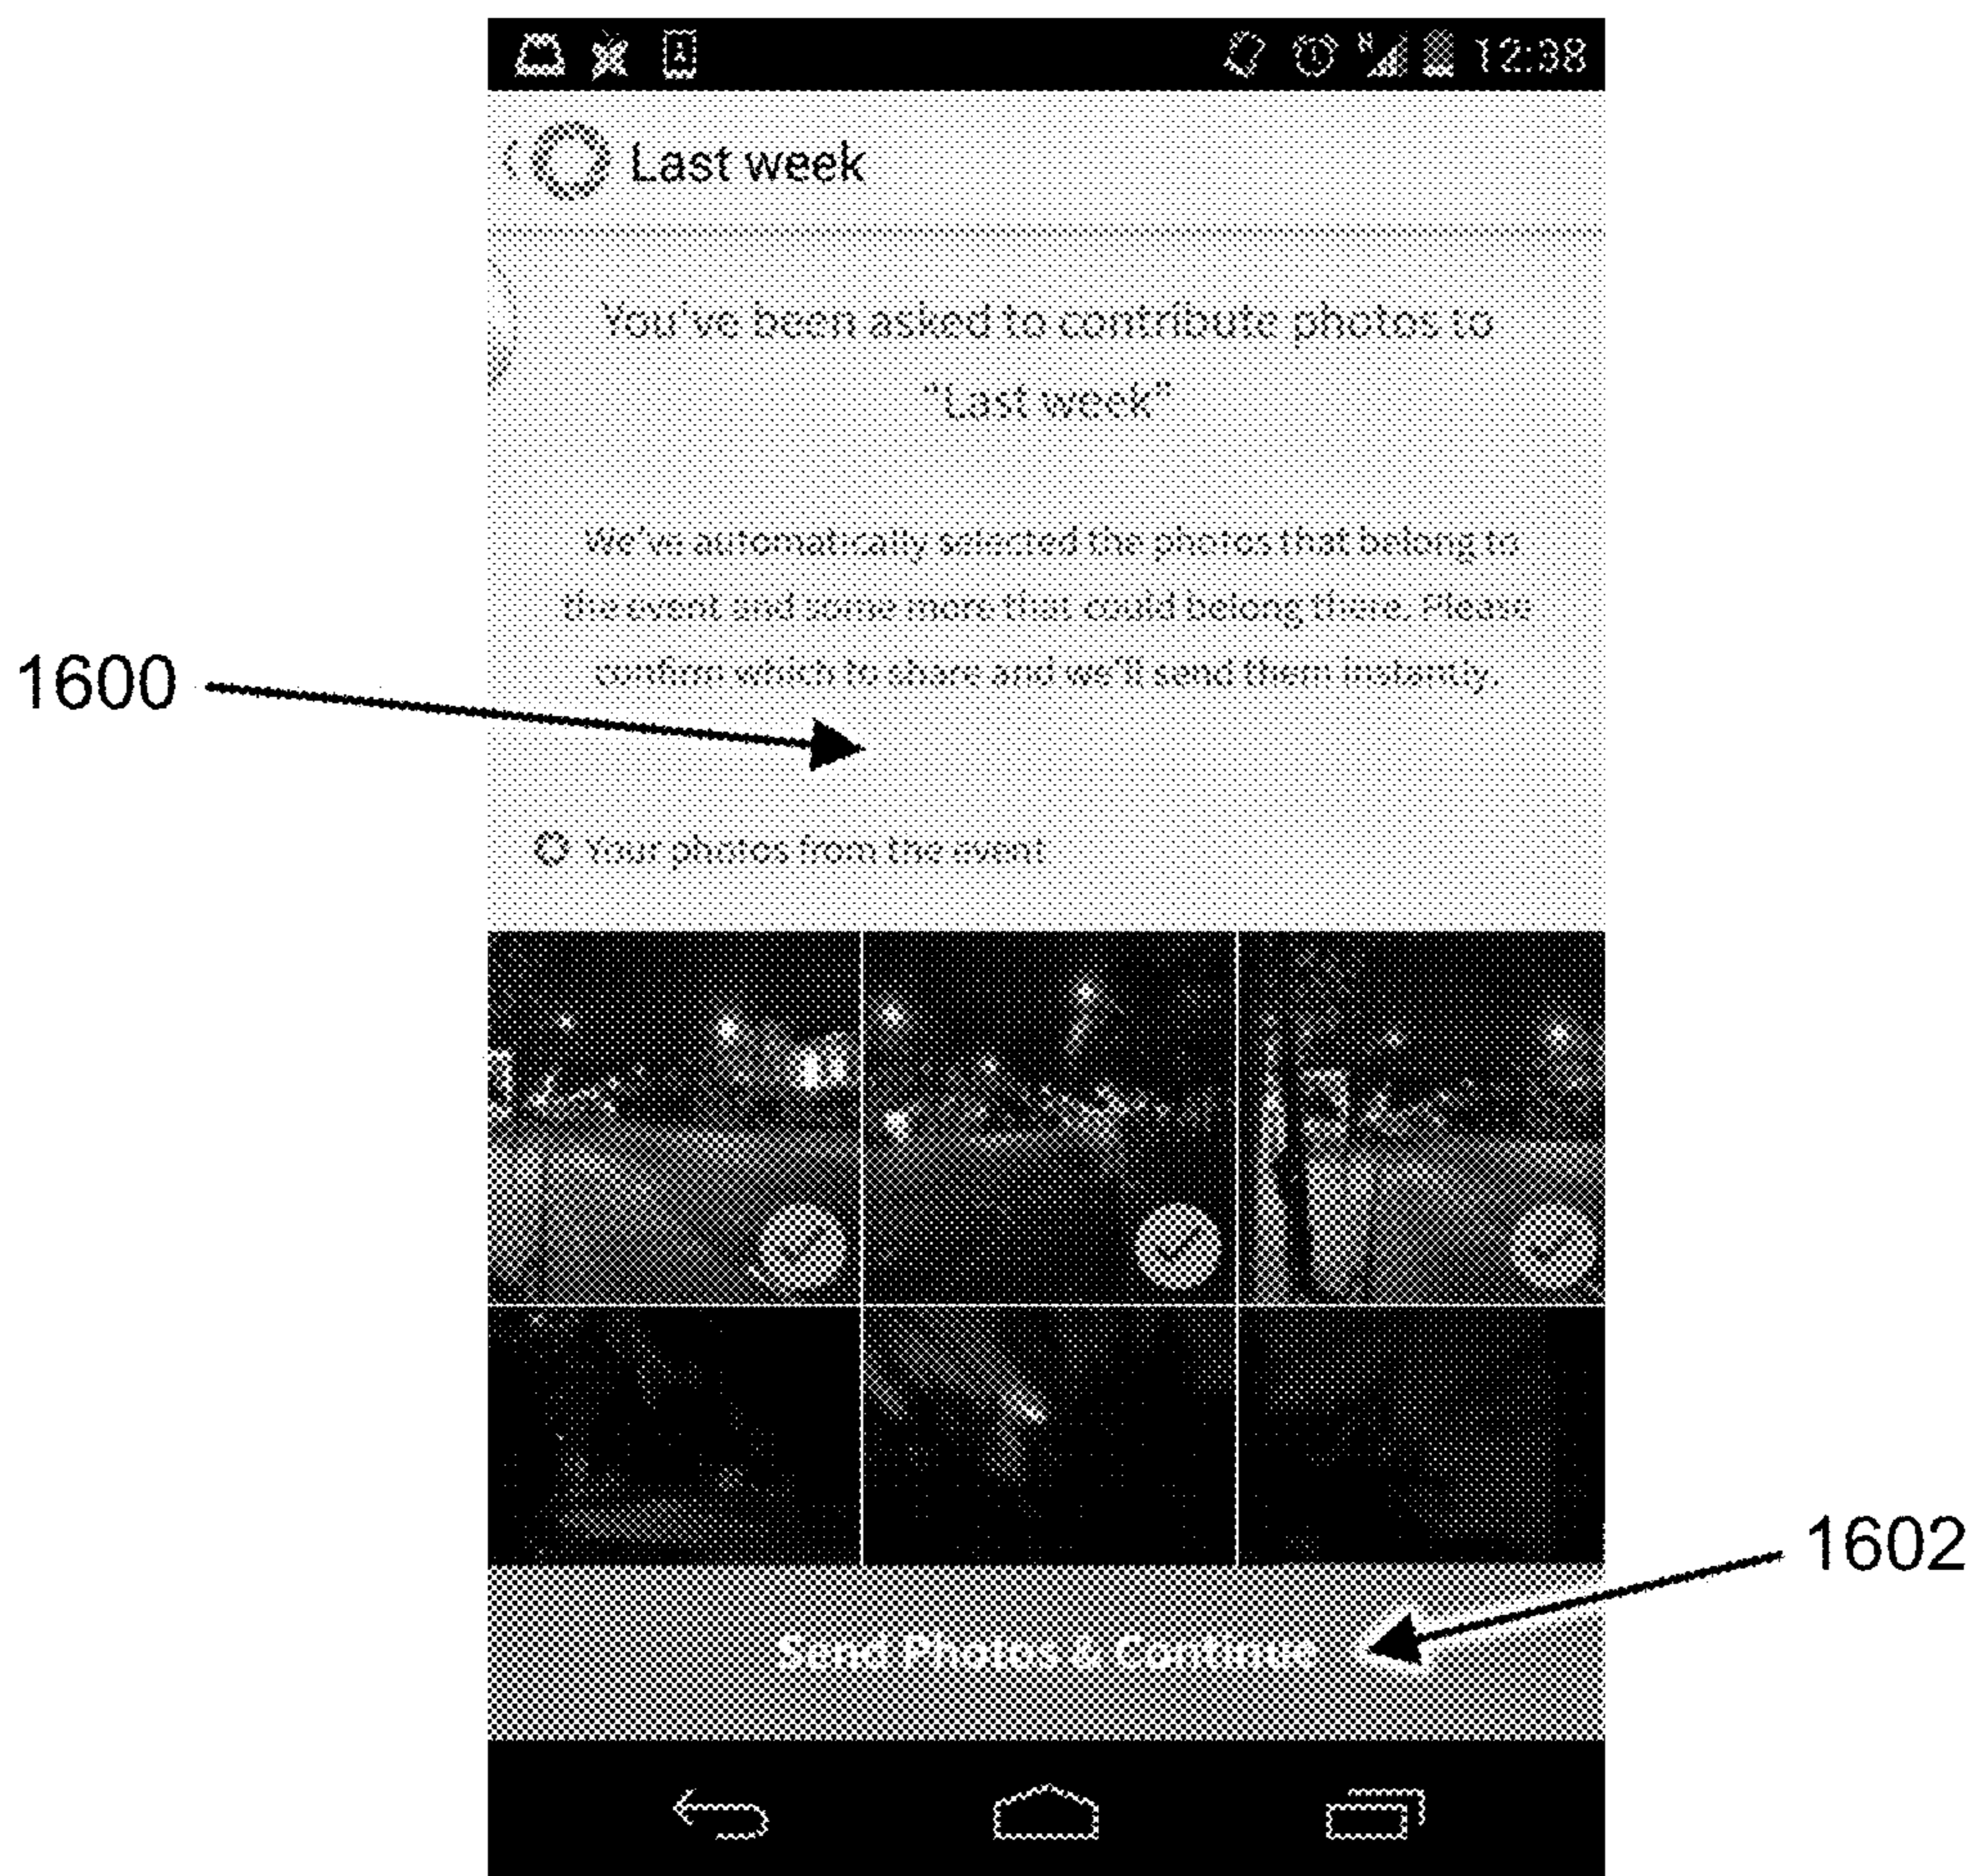 12:38
Last week
You've been asked to contribute photos to
"Last week"
We've automatically selected the photos that belong to
the event and some more that could belong there. Please
confirm which to share and we'll send them instantly.
1600
Your photos from the event
1602
Send Photos & Continue